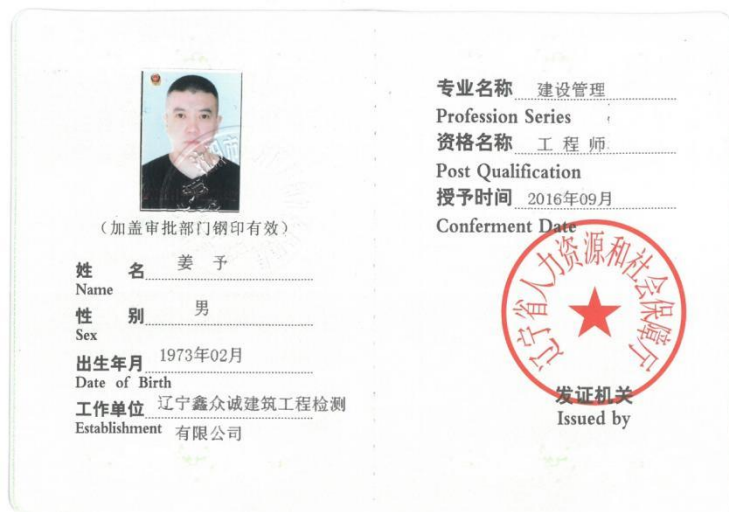 （加盖审批部门钢印有效）
姓 名 姜 予
Name
性 别 男
Sex
出生年月 1973年02月
Date of Birth
工作单位 辽宁鑫众诚建筑工程检测
Establishment 有限公司
专业名称 建设管理
Profession Series
资格名称 工 程 师
Post Qualification
授予时间 2016年09月
Conferment Date
辽宁省人力资源和社会保障厅
发证机关
Issued by